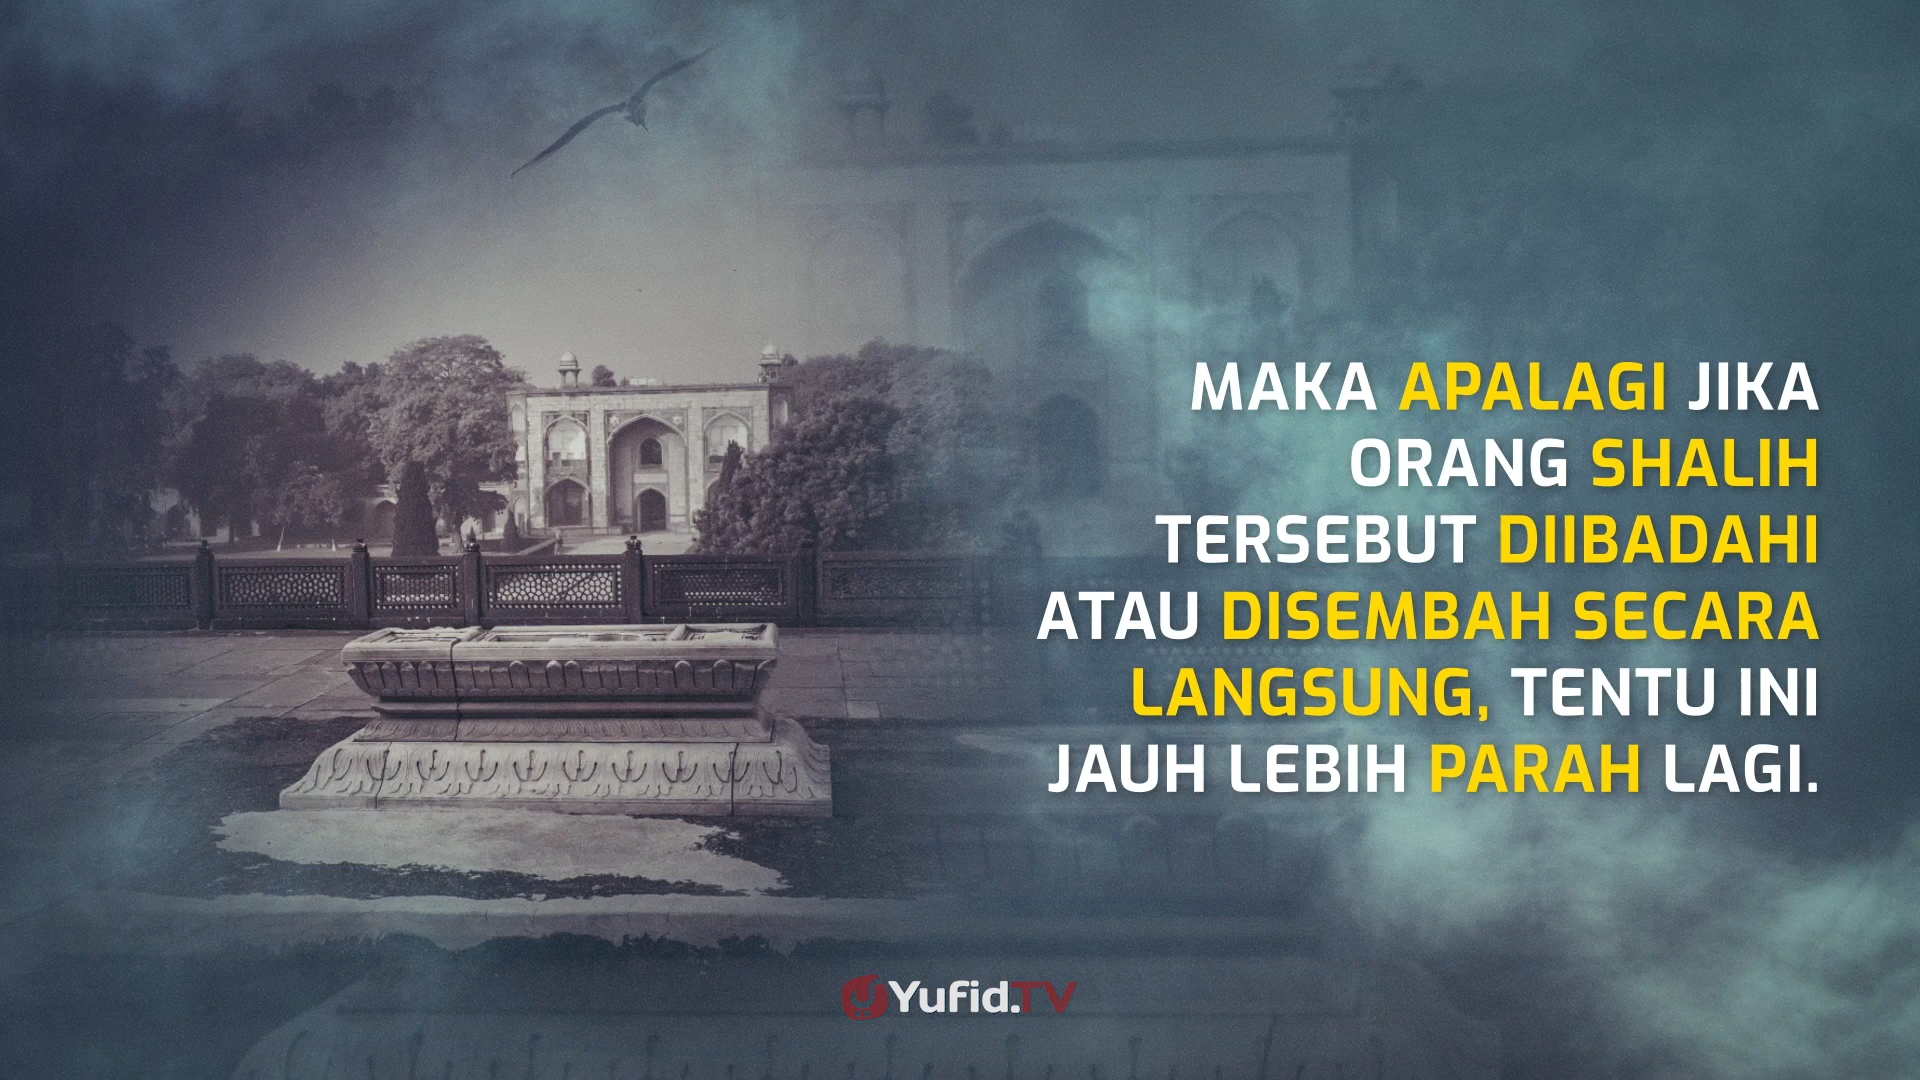 MAKA APALAGI JIKA
ORANG SHALIH
TERSEBUT DIIBADAHI
ATAU DISEMBAH SECARA
LANGSUNG, TENTU INI
JAUH LEBIH PARAH LAGI.
Yufid.TV